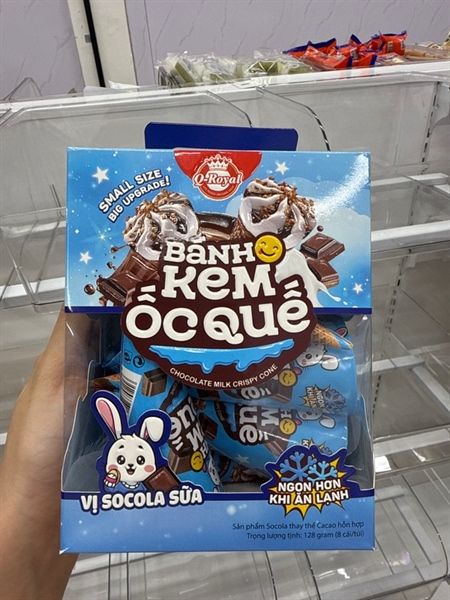 SMALL SIZE
BIG UPGRADE!
O-Royal
BÁNH
KEM
ỐC QUẾ
CHOCOLATE MILK CRISPY CONE
VỊ SOCOLA SỮA
NGON HƠN
KHI ĂN LẠNH
Sản phẩm Socola thay thế Cacao hỗn hợp
Trọng lượng tịnh: 128 gram (8 cái/túi)